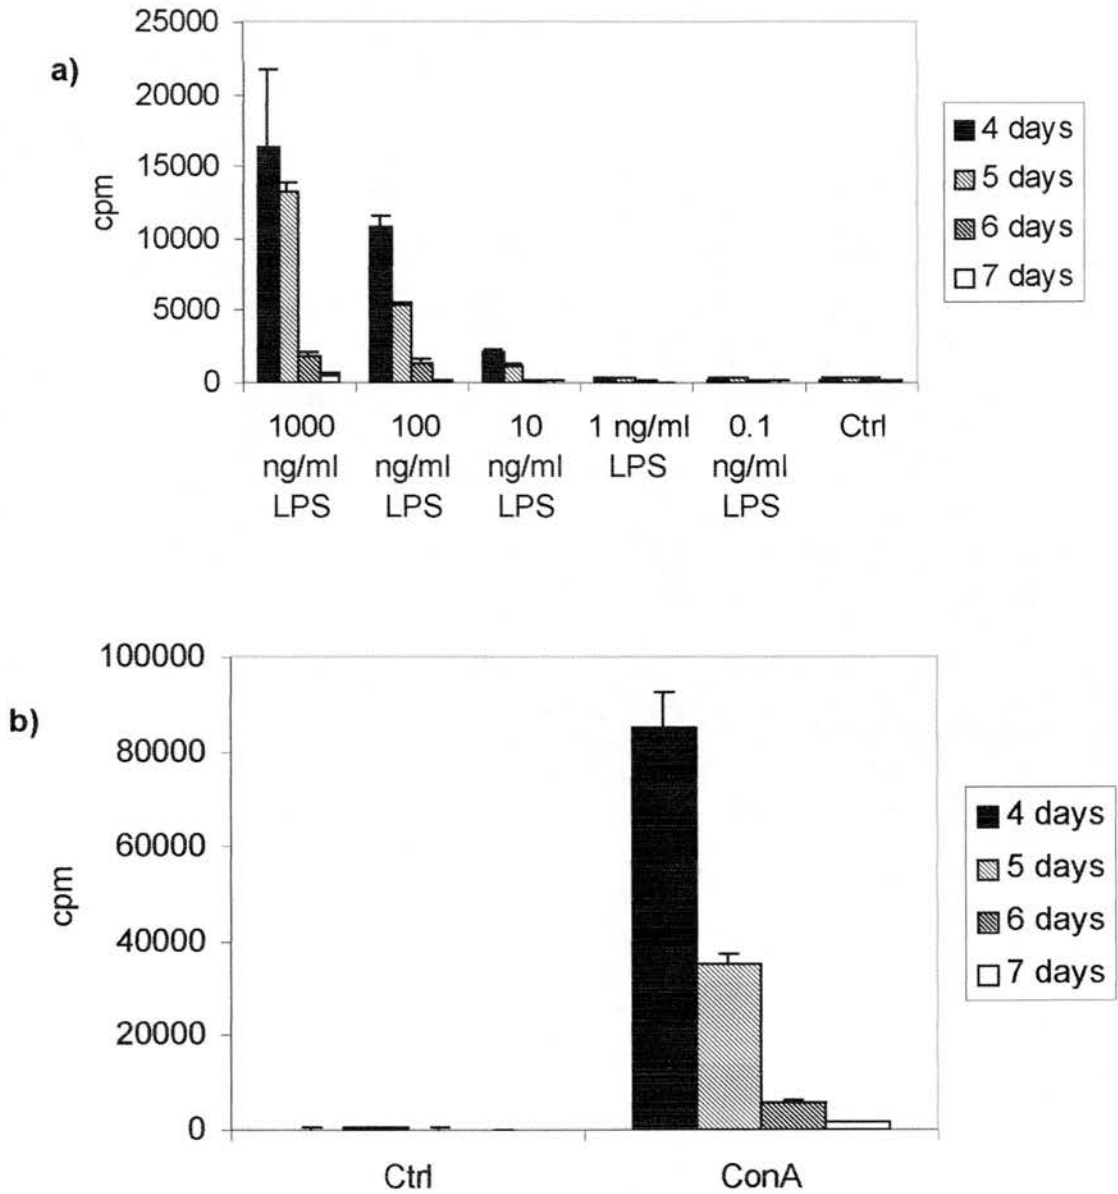 a)
25000
20000
15000
10000
5000
0
cpm
1000 ng/ml LPS
100 ng/ml LPS
10 ng/ml LPS
1 ng/ml LPS
0.1 ng/ml LPS
Ctrl
4 days
5 days
6 days
7 days
b)
100000
80000
60000
40000
20000
0
cpm
Ctrl
ConA
4 days
5 days
6 days
7 days